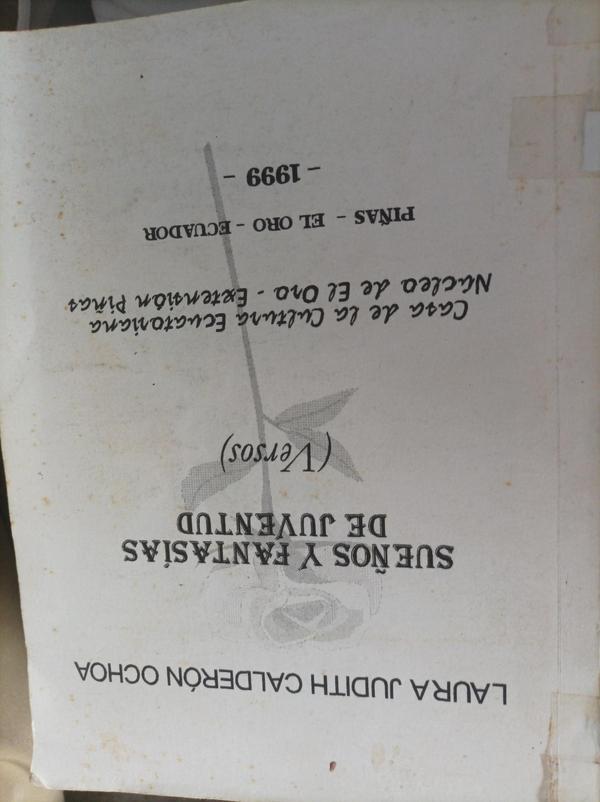 LAURA JUDITH CALDERÓN OCHOA
SUEÑOS Y FANTASÍAS
DE JUVENTUD
(Versos)
Casa de la Cultura Ecuatoriana
Núcleo de El Oro - Extensión Piñas
PIÑAS - EL ORO - ECUADOR
- 1999 -